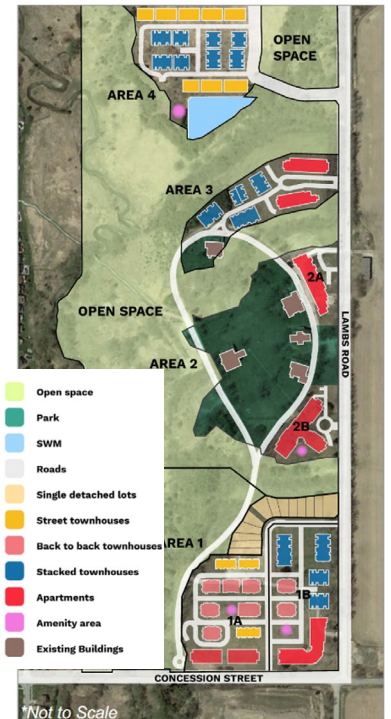 OPEN
SPACE
AREA 4
AREA 3
2A
OPEN SPACE
LAMBS ROAD
AREA 2
2B
Open space
Park
SWM
Roads
Single detached lots
Street townhouses
Back to back townhouses
Stacked townhouses
Apartments
Amenity area
Existing Buildings
AREA 1
1B
1A
CONCESSION STREET
*Not to Scale